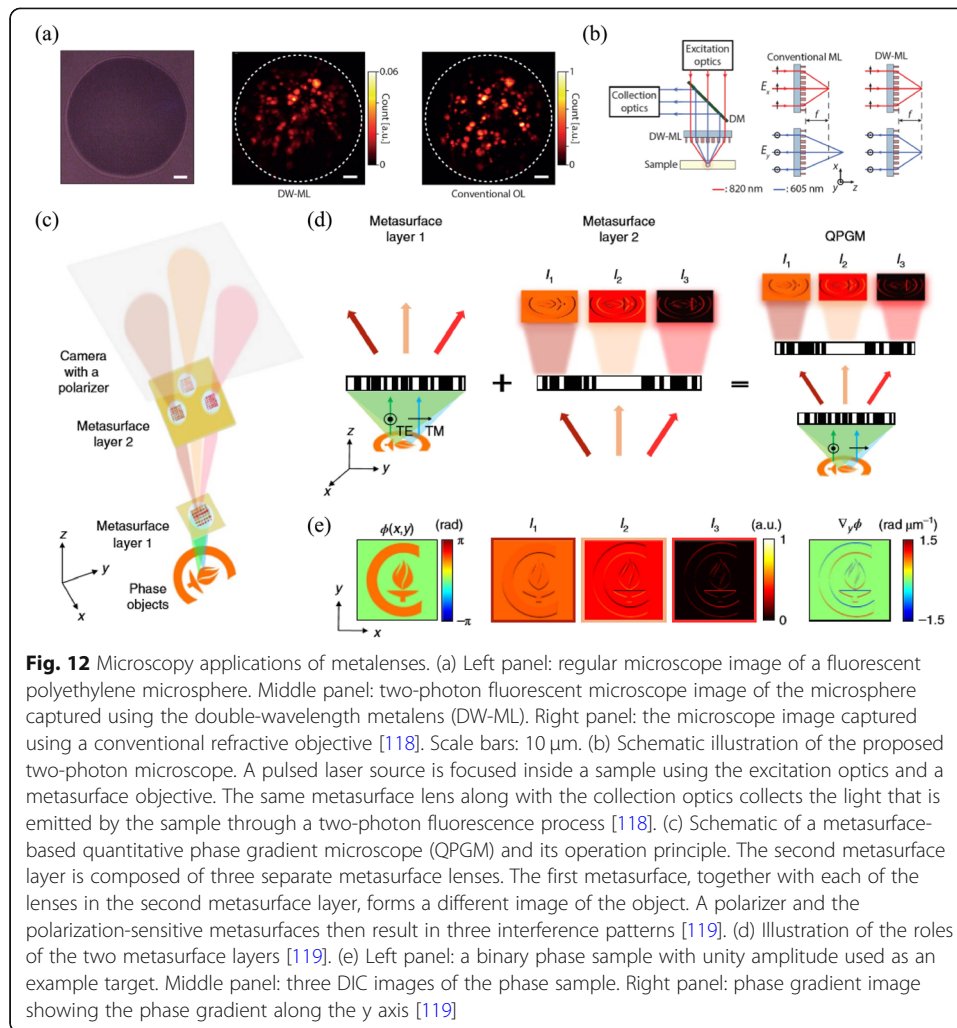 (a)
0.06
Count [a.u.]
0
DW-ML
1
Count [a.u.]
0
Conventional OL
(b)
Excitation
optics
Collection
optics
DM
DW-ML
Sample
Conventional ML
DW-ML
Ex
f
f
Ey
x
y
z
—: 820 nm
—: 605 nm
(c)
Camera
with a
polarizer
Metasurface
layer 2
Metasurface
layer 1
Phase
objects
z
y
x
(d)
Metasurface
layer 1
Metasurface
layer 2
QPGM
I1
I2
I3
I1
I2
I3
+
=
TE
TM
z
y
x
(e)
ϕ(x,y)
(rad)
π
−π
I1
I2
I3
(a.u.)
1
0
∇yϕ
(rad μm−1)
1.5
−1.5
y
x
Fig. 12 Microscopy applications of metalenses. (a) Left panel: regular microscope image of a fluorescent
polyethylene microsphere. Middle panel: two-photon fluorescent microscope image of the microsphere
captured using the double-wavelength metalens (DW-ML). Right panel: the microscope image captured
using a conventional refractive objective [118]. Scale bars: 10 μm. (b) Schematic illustration of the proposed
two-photon microscope. A pulsed laser source is focused inside a sample using the excitation optics and a
metasurface objective. The same metasurface lens along with the collection optics collects the light that is
emitted by the sample through a two-photon fluorescence process [118]. (c) Schematic of a metasurface-
based quantitative phase gradient microscope (QPGM) and its operation principle. The second metasurface
layer is composed of three separate metasurface lenses. The first metasurface, together with each of the
lenses in the second metasurface layer, forms a different image of the object. A polarizer and the
polarization-sensitive metasurfaces then result in three interference patterns [119]. (d) Illustration of the roles
of the two metasurface layers [119]. (e) Left panel: a binary phase sample with unity amplitude used as an
example target. Middle panel: three DIC images of the phase sample. Right panel: phase gradient image
showing the phase gradient along the y axis [119]